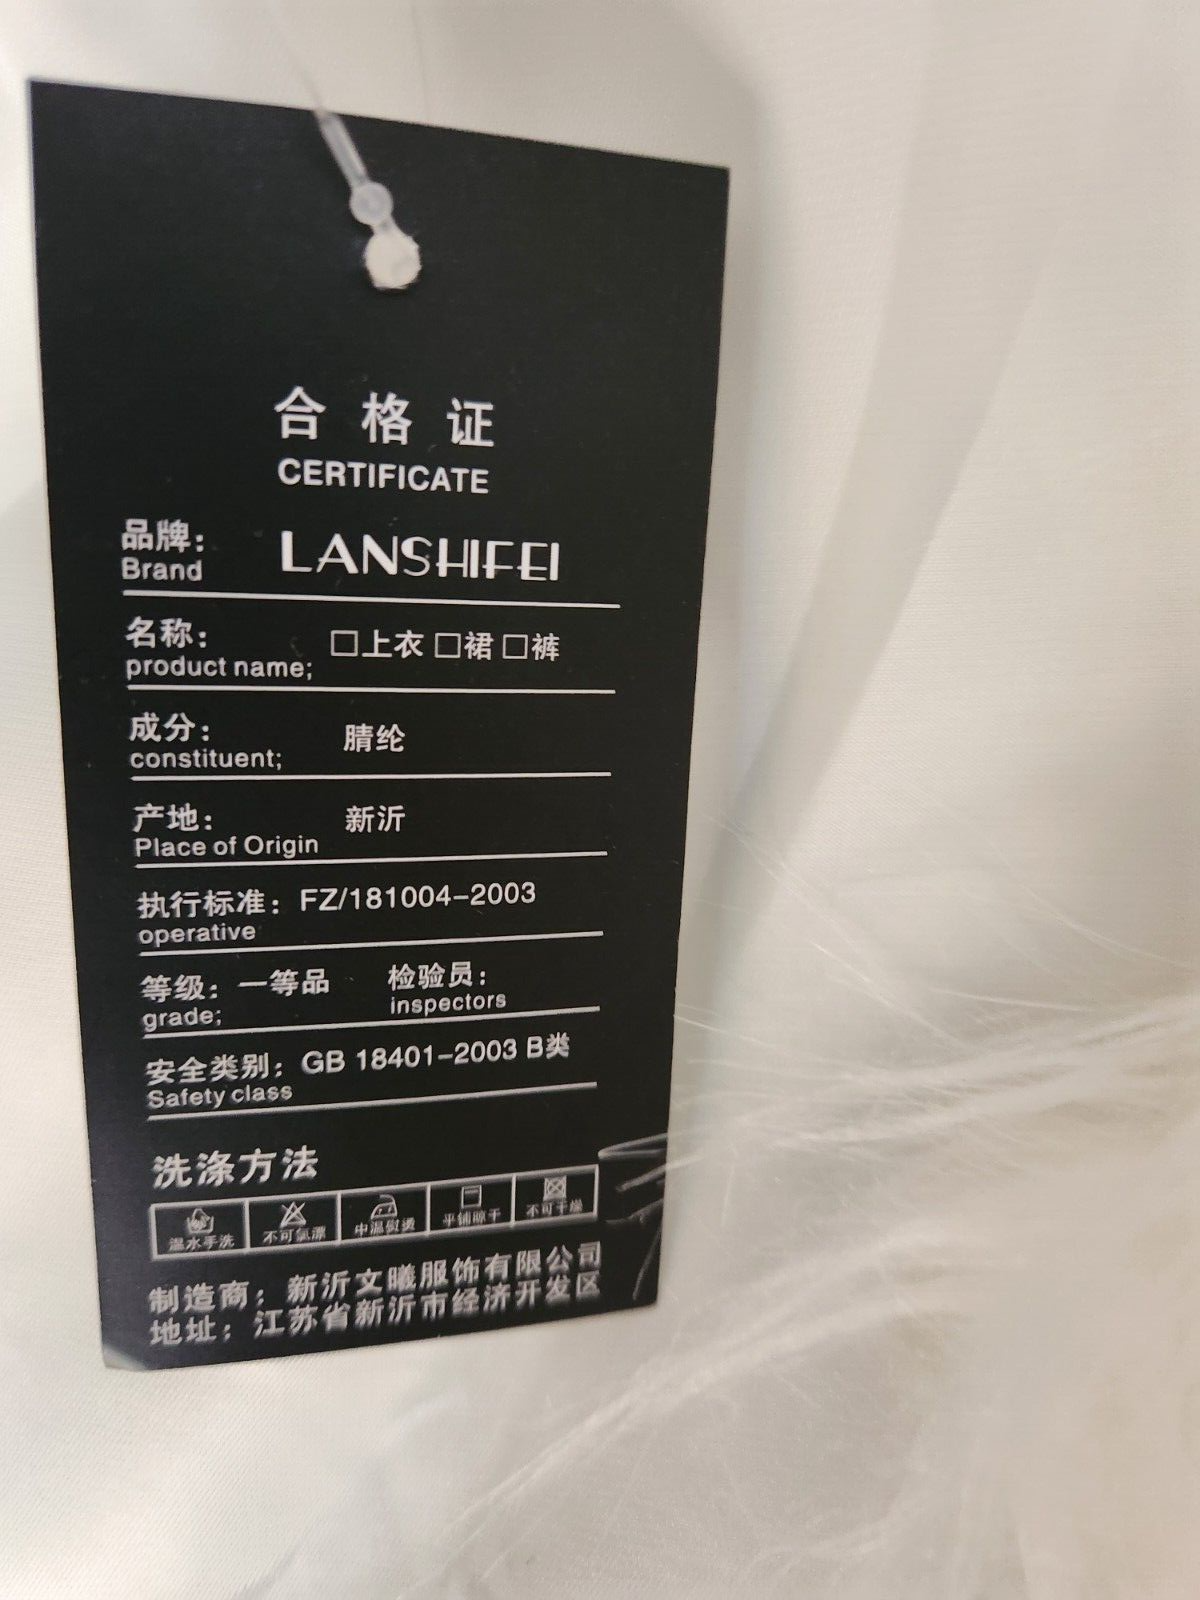 合格证
CERTIFICATE
品牌: LANSHIFEI
Brand
名称: □上衣 □裙 □裤
product name;
成分: 腈纶
constituent;
产地: 新沂
Place of Origin
执行标准: FZ/181004-2003
operative
等级: 一等品 检验员:
grade; inspectors
安全类别: GB 18401-2003 B类
Safety class
洗涤方法
温水手洗 不可氯漂 中温熨烫 平铺晾干 不可干燥
制造商: 新沂文曦服饰有限公司
地址: 江苏省新沂市经济开发区